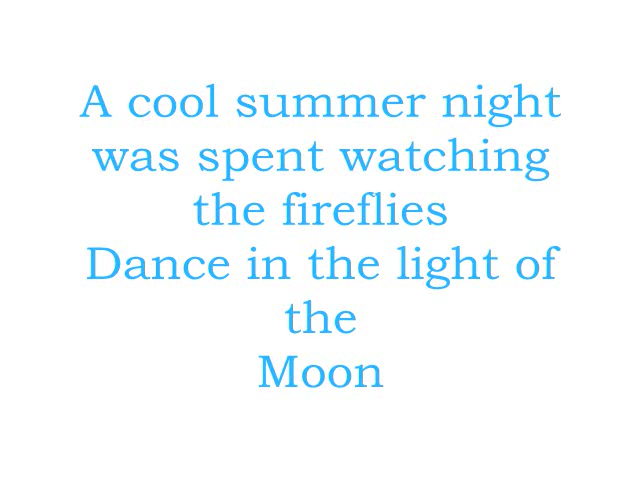 A cool summer night
was spent watching
the fireflies
Dance in the light of
the
Moon